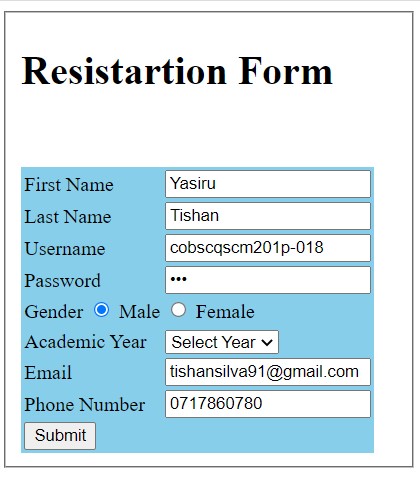 Resistartion Form
First Name Yasiru
Last Name Tishan
Username cobscqscm201p-018
Password •••
Gender Male Female
Academic Year Select Year
Email tishansilva91@gmail.com
Phone Number 0717860780
Submit